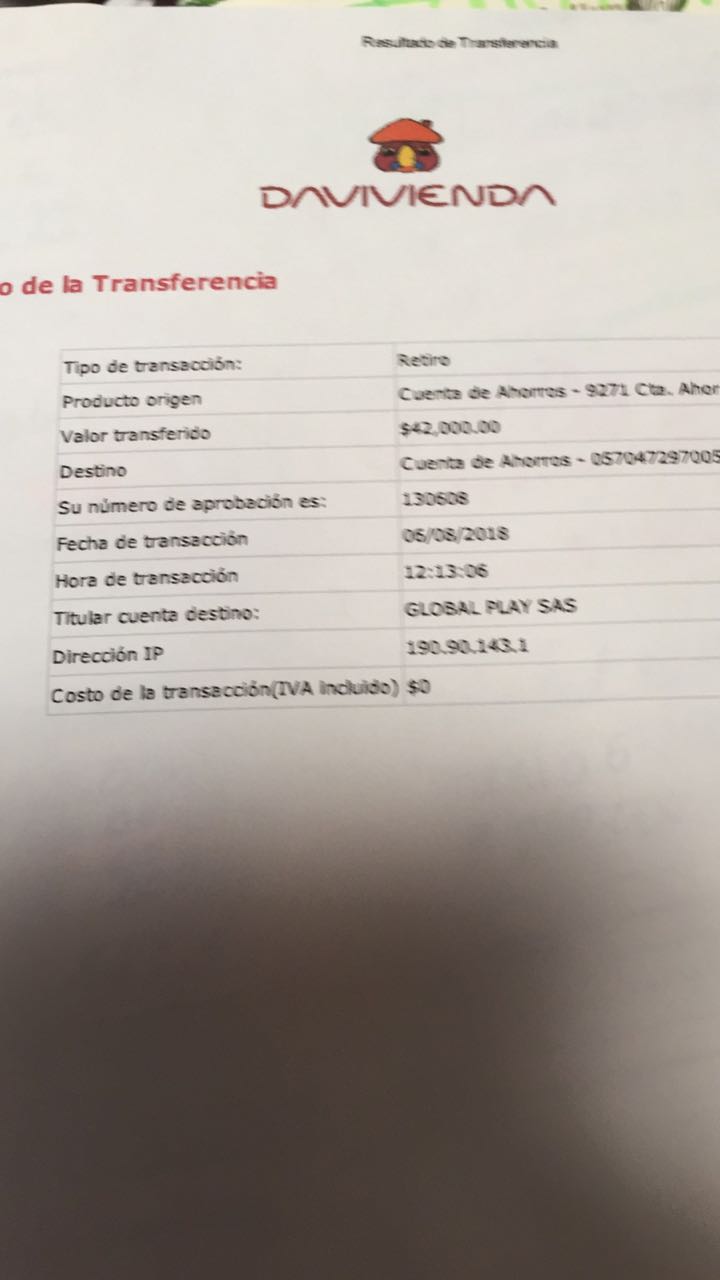 Resultado de Transferencia
DAVIVIENDA
o de la Transferencia
Tipo de transacción: Retiro
Producto origen Cuenta de Ahorros - 9271 Cta. Ahor
Valor transferido $42,000.00
Destino Cuenta de Ahorros - 057047297005
Su número de aprobación es: 130608
Fecha de transacción 06/08/2018
Hora de transacción 12:13:06
Titular cuenta destino: GLOBAL PLAY SAS
Dirección IP 190.90.143.1
Costo de la transacción(IVA incluido) $0